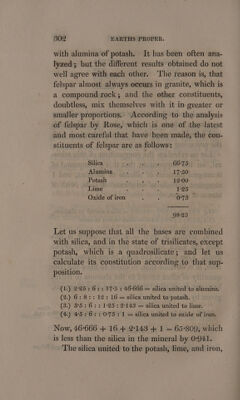 302 EARTHS PROPER.
with alumina of potash. It has been often ana-
lyzed; but the different results obtained do not
well agree with each other. The reason is, that
felspar almost always occurs in granite, which is
a compound rock; and the other constituents,
doubtless, mix themselves with it in greater or
smaller proportions. According to the analysis
of felspar by Rose, which is one of the latest
and most careful that have been made, the con-
stituents of felspar are as follows:
Silica . . . . 66·75
Alumina . . . 17·50
Potash . . . 12·00
Lime . . . 1·25
Oxide of iron . . 0·75
98·25
Let us suppose that all the bases are combined
with silica, and in the state of trisilicates, except
potash, which is a quadrosilicate; and let us
calculate its constitution according to that sup-
position.
(1.) 2·25 : 6 : : 17·5 : 46·666 = silica united to alumina.
(2.) 6 : 8 : : 12 : 16 = silica united to potash.
(3.) 3·5 : 6 : : 1·25 : 2·143 = silica united to lime.
(4.) 4·5 : 6 : : 0·75 : 1 = silica united to oxide of iron.
Now, 46·666 + 16 + 2·143 + 1 = 65·809, which
is less than the silica in the mineral by 0·941.
The silica united to the potash, lime, and iron,